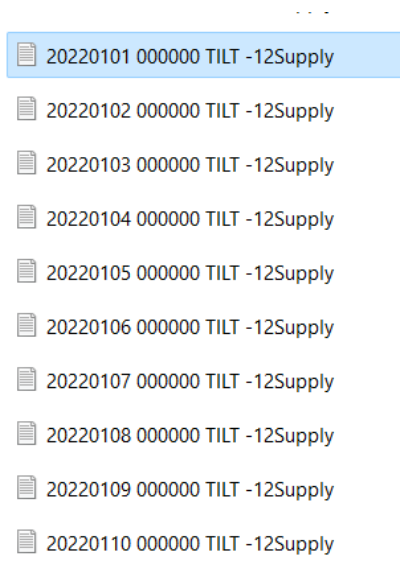 20220101 000000 TILT -12Supply
20220102 000000 TILT -12Supply
20220103 000000 TILT -12Supply
20220104 000000 TILT -12Supply
20220105 000000 TILT -12Supply
20220106 000000 TILT -12Supply
20220107 000000 TILT -12Supply
20220108 000000 TILT -12Supply
20220109 000000 TILT -12Supply
20220110 000000 TILT -12Supply